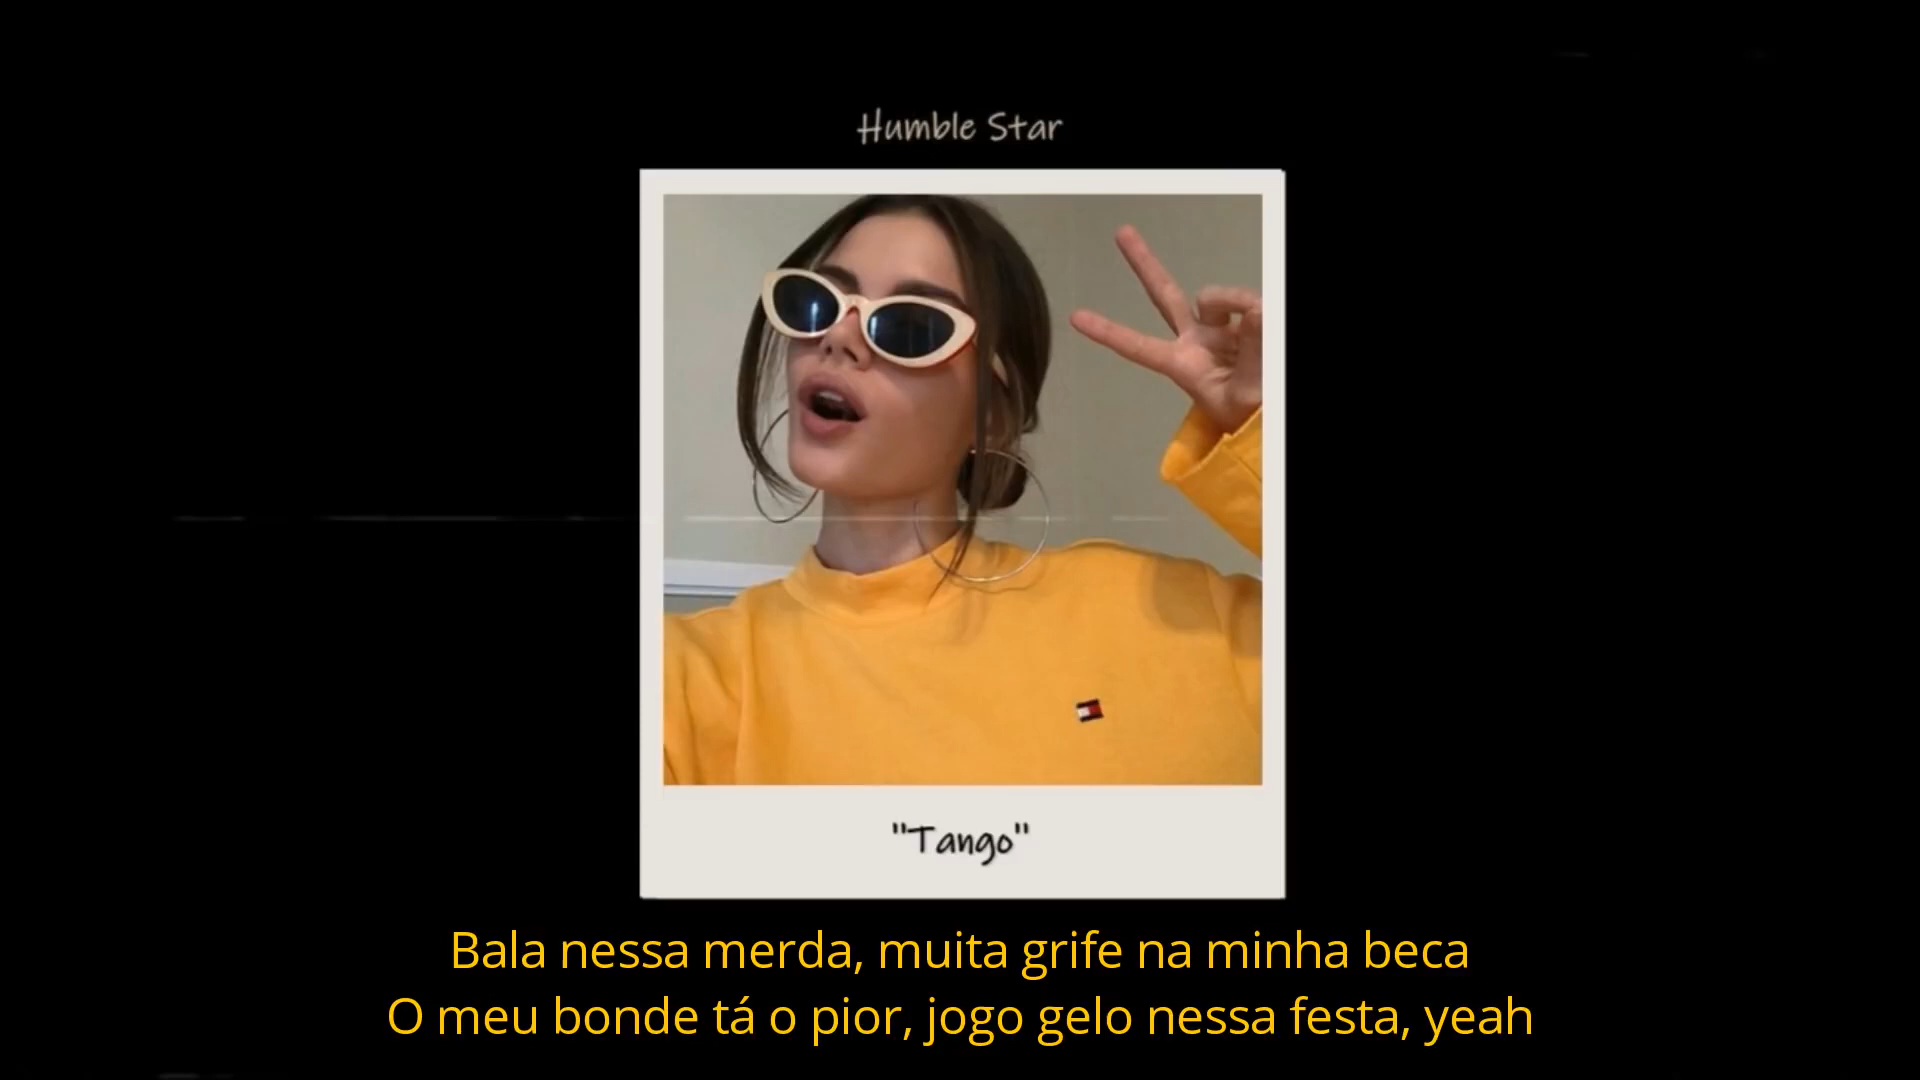 Humble Star
"Tango"
Bala nessa merda, muita grife na minha beca
O meu bonde tá o pior, jogo gelo nessa festa, yeah